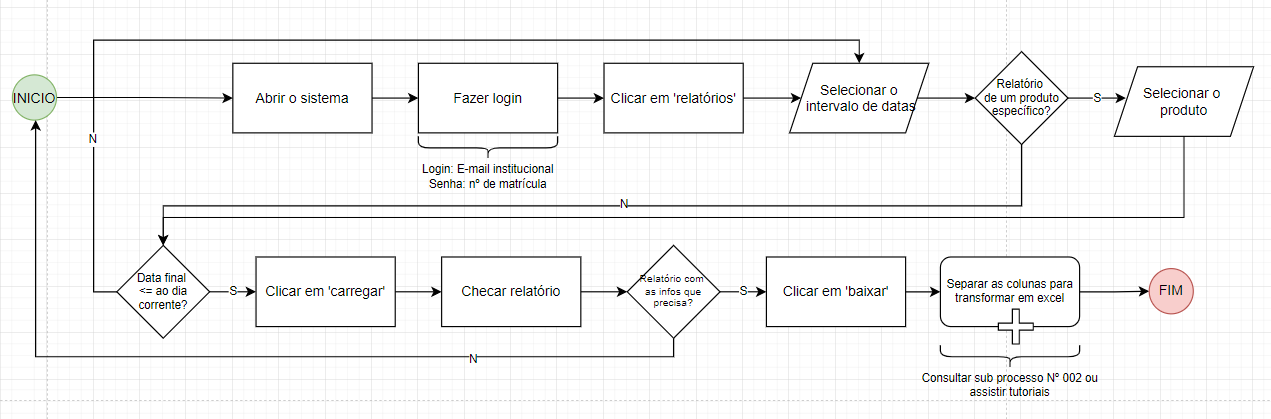 INICIO
Abrir o sistema
Fazer login
Login: E-mail institucional
Senha: nº de matrícula
Clicar em 'relatórios'
Selecionar o
intervalo de datas
Relatório
de um produto
específico?
S
Selecionar o
produto
N
N
Data final
<= ao dia
corrente?
S
Clicar em 'carregar'
Checar relatório
Relatório com
as infos que
precisa?
S
Clicar em 'baixar'
Separar as colunas para
transformar em excel
FIM
N
Consultar sub processo Nº 002 ou
assistir tutoriais